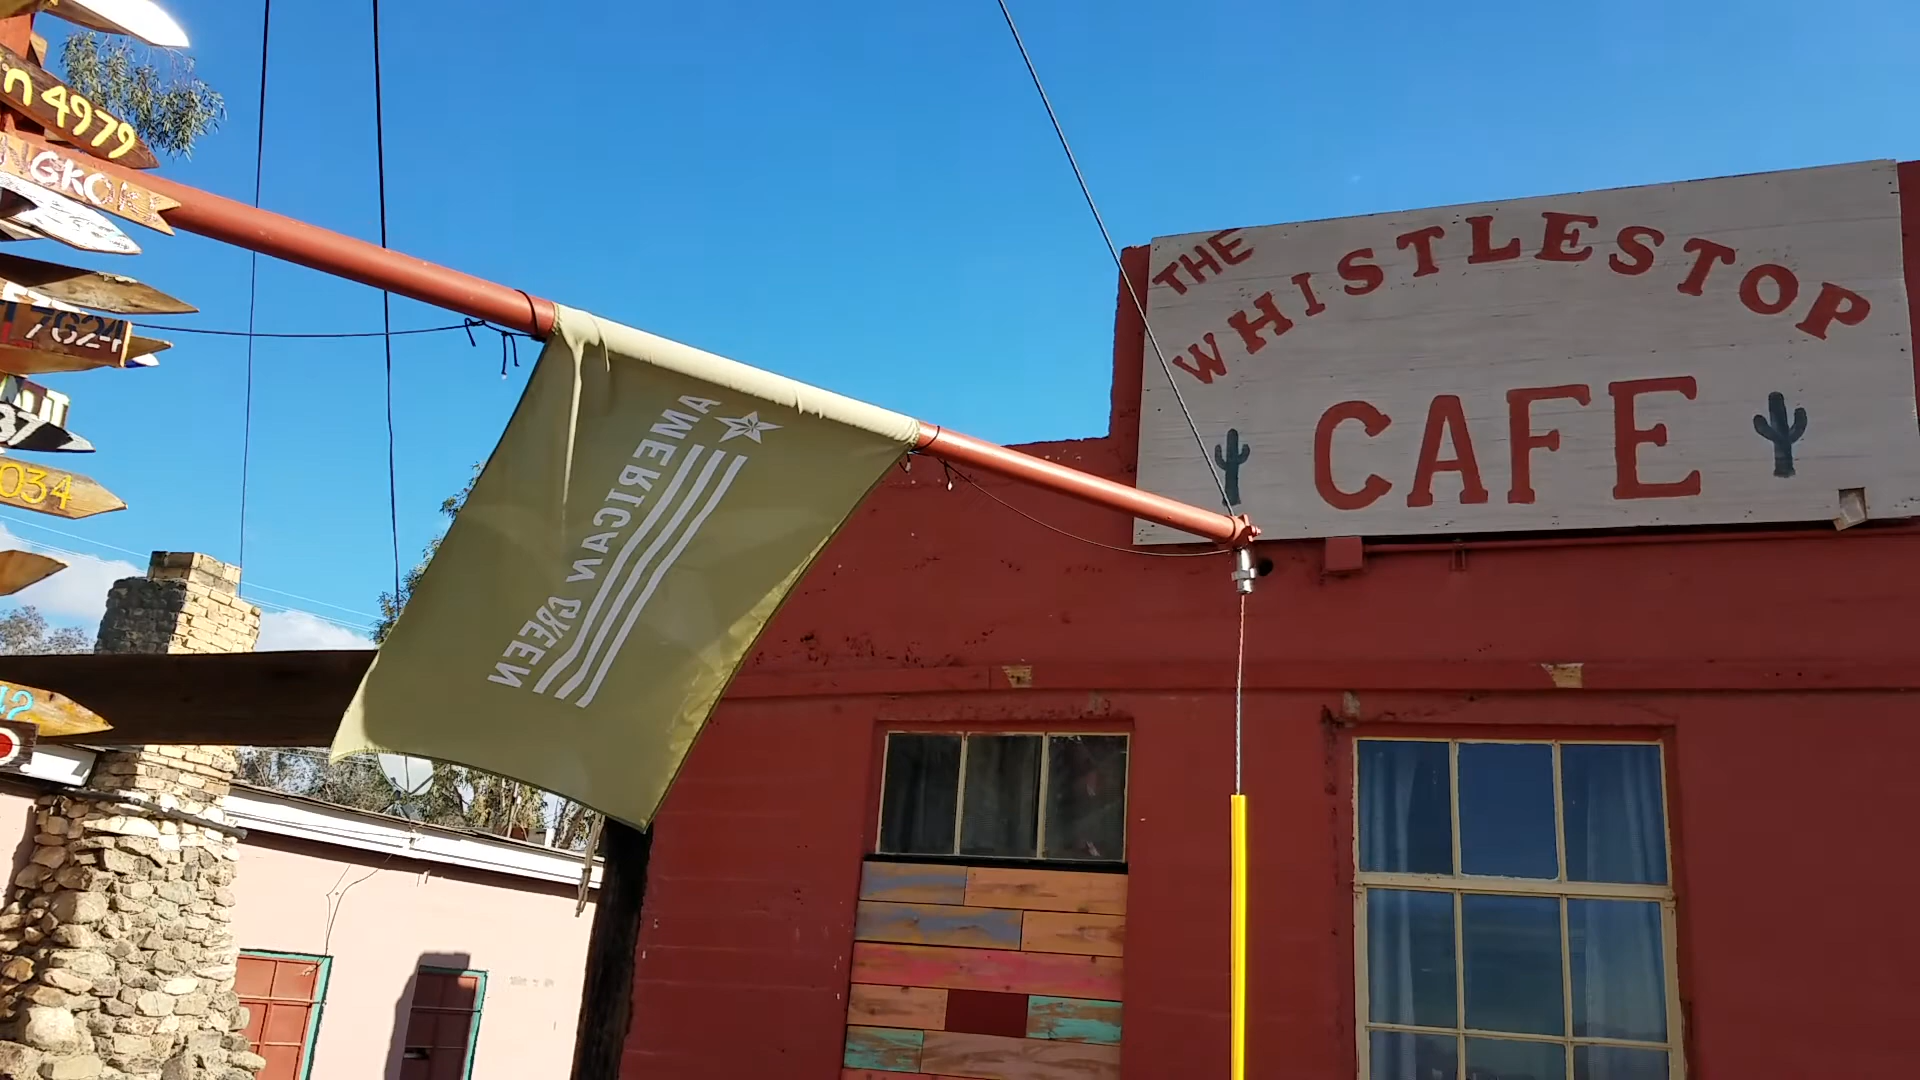 4979
THE
WHISTLESTOP
CAFE
AMERICAN GREEN
7624
034